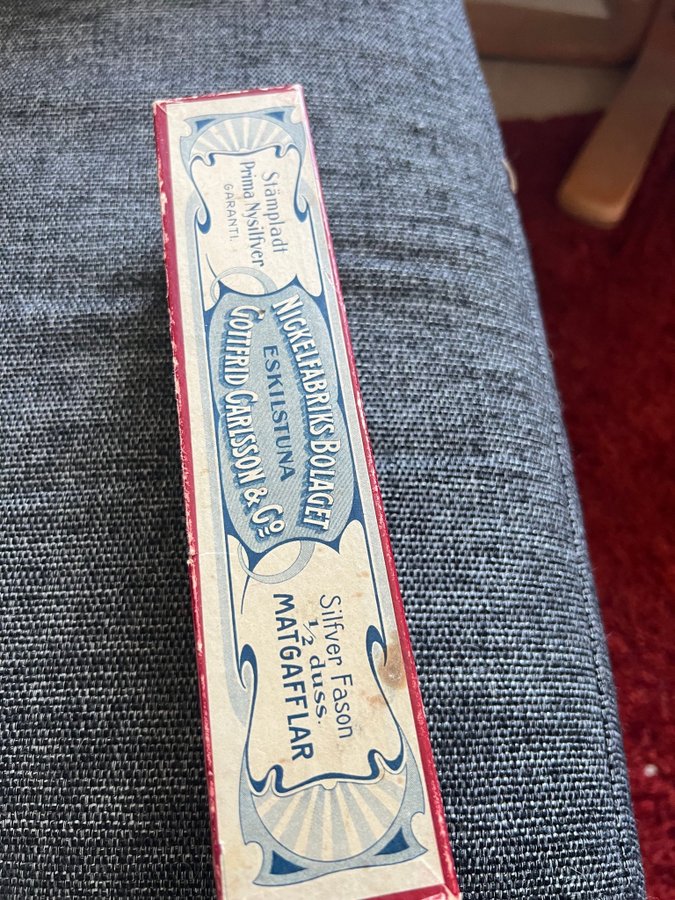 Stämpladt
Prima Nysilfver
GARANTI.
NICKELFABRIKS-BOLAGET
ESKILSTUNA
GOTTFRID CARLSSON & Co.
Silfver Fason
1/2 duss.
MATGAFFLAR